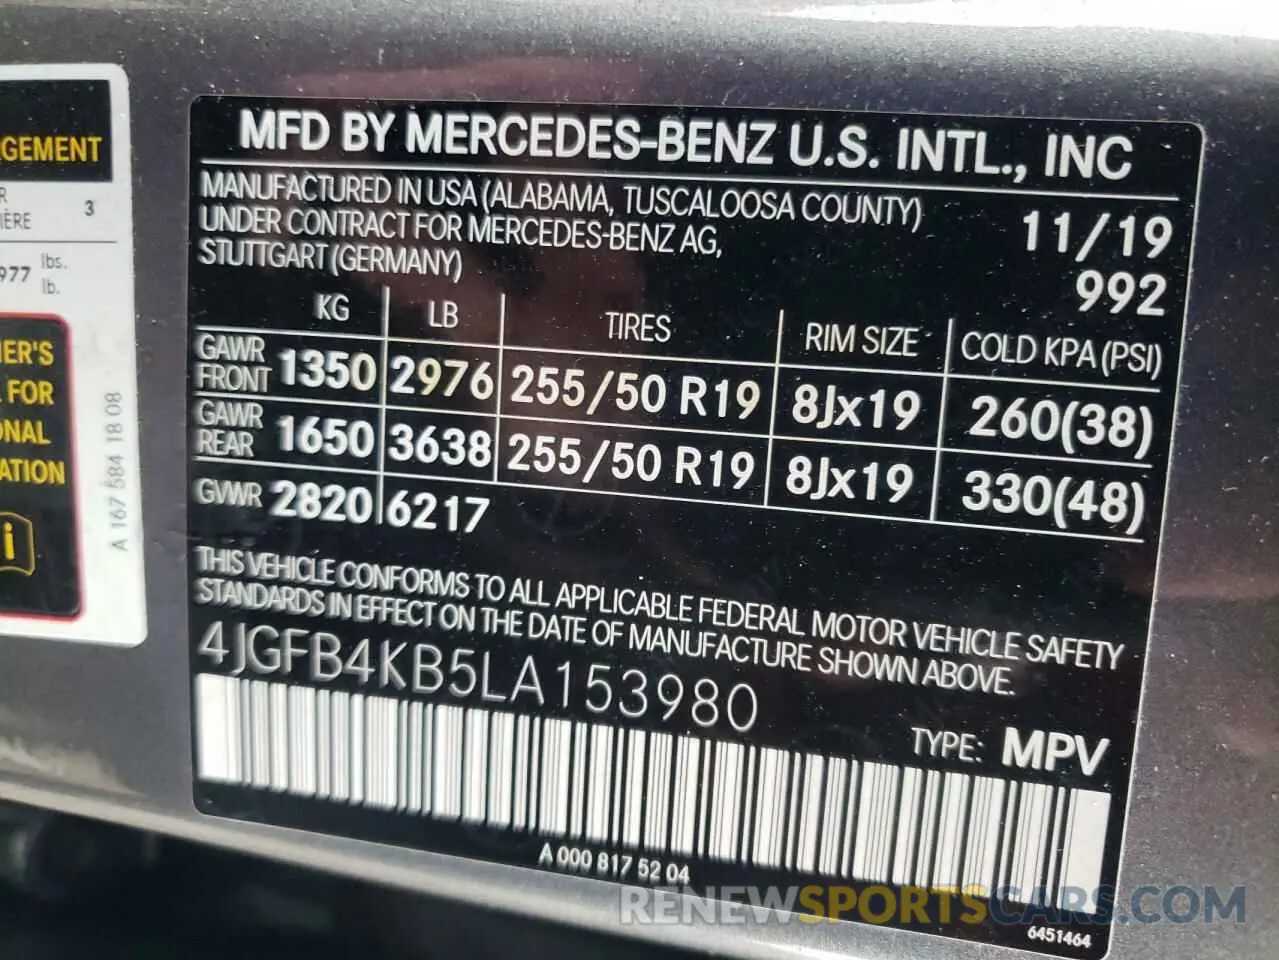 GEMENT
3
IÈRE
977 lbs.
lb.
ER'S
FOR
ONAL
ATION
i
A 167 584 18 08
MFD BY MERCEDES-BENZ U.S. INTL., INC
MANUFACTURED IN USA (ALABAMA, TUSCALOOSA COUNTY)
UNDER CONTRACT FOR MERCEDES-BENZ AG,
STUTTGART (GERMANY)
11/19
992
KG LB TIRES RIM SIZE COLD KPA (PSI)
GAWR FRONT 1350 2976 255/50 R19 8Jx19 260(38)
GAWR REAR 1650 3638 255/50 R19 8Jx19 330(48)
GVWR 2820 6217
THIS VEHICLE CONFORMS TO ALL APPLICABLE FEDERAL MOTOR VEHICLE SAFETY
STANDARDS IN EFFECT ON THE DATE OF MANUFACTURE SHOWN ABOVE.
4JGFB4KB5LA153980
TYPE: MPV
A 000 817 52 04
RENEWSPORTSCARS.COM
6451464